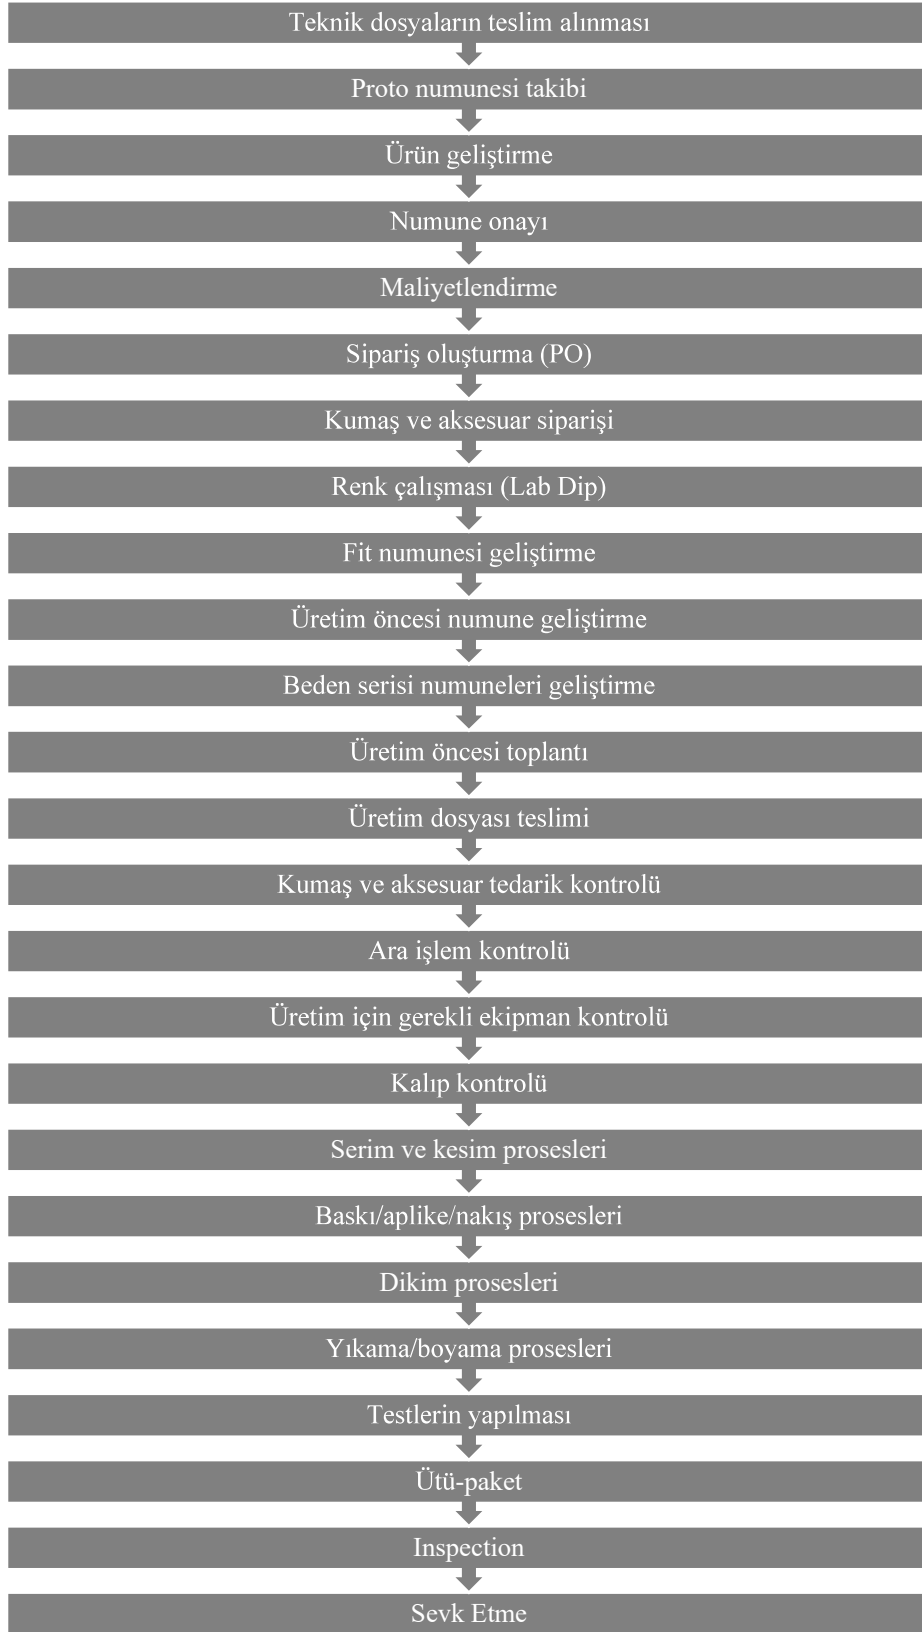 Teknik dosyaların teslim alınması
Proto numunesi takibi
Ürün geliştirme
Numune onayı
Maliyetlendirme
Sipariş oluşturma (PO)
Kumaş ve aksesuar siparişi
Renk çalışması (Lab Dip)
Fit numunesi geliştirme
Üretim öncesi numune geliştirme
Beden serisi numuneleri geliştirme
Üretim öncesi toplantı
Üretim dosyası teslimi
Kumaş ve aksesuar tedarik kontrolü
Ara işlem kontrolü
Üretim için gerekli ekipman kontrolü
Kalıp kontrolü
Serim ve kesim prosesleri
Baskı/aplike/nakış prosesleri
Dikim prosesleri
Yıkama/boyama prosesleri
Testlerin yapılması
Ütü-paket
Inspection
Sevk Etme